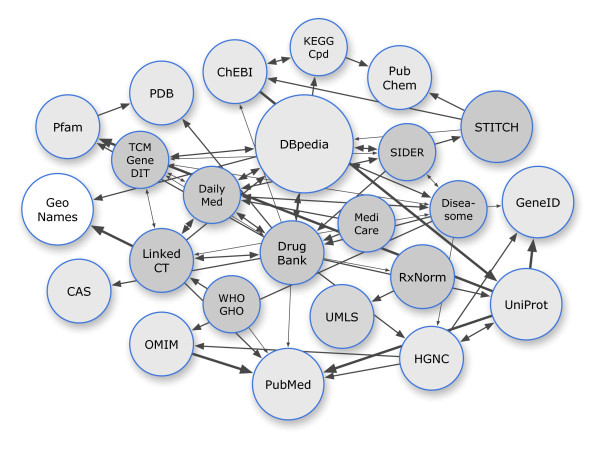 KEGG
Cpd
ChEBI
Pub
Chem
PDB
Pfam
STITCH
DBpedia
TCM
Gene
DIT
SIDER
Daily
Med
Geo
Names
Medi
Care
Disea-
some
GeneID
Linked
CT
Drug
Bank
RxNorm
CAS
WHO
GHO
UMLS
UniProt
OMIM
HGNC
PubMed